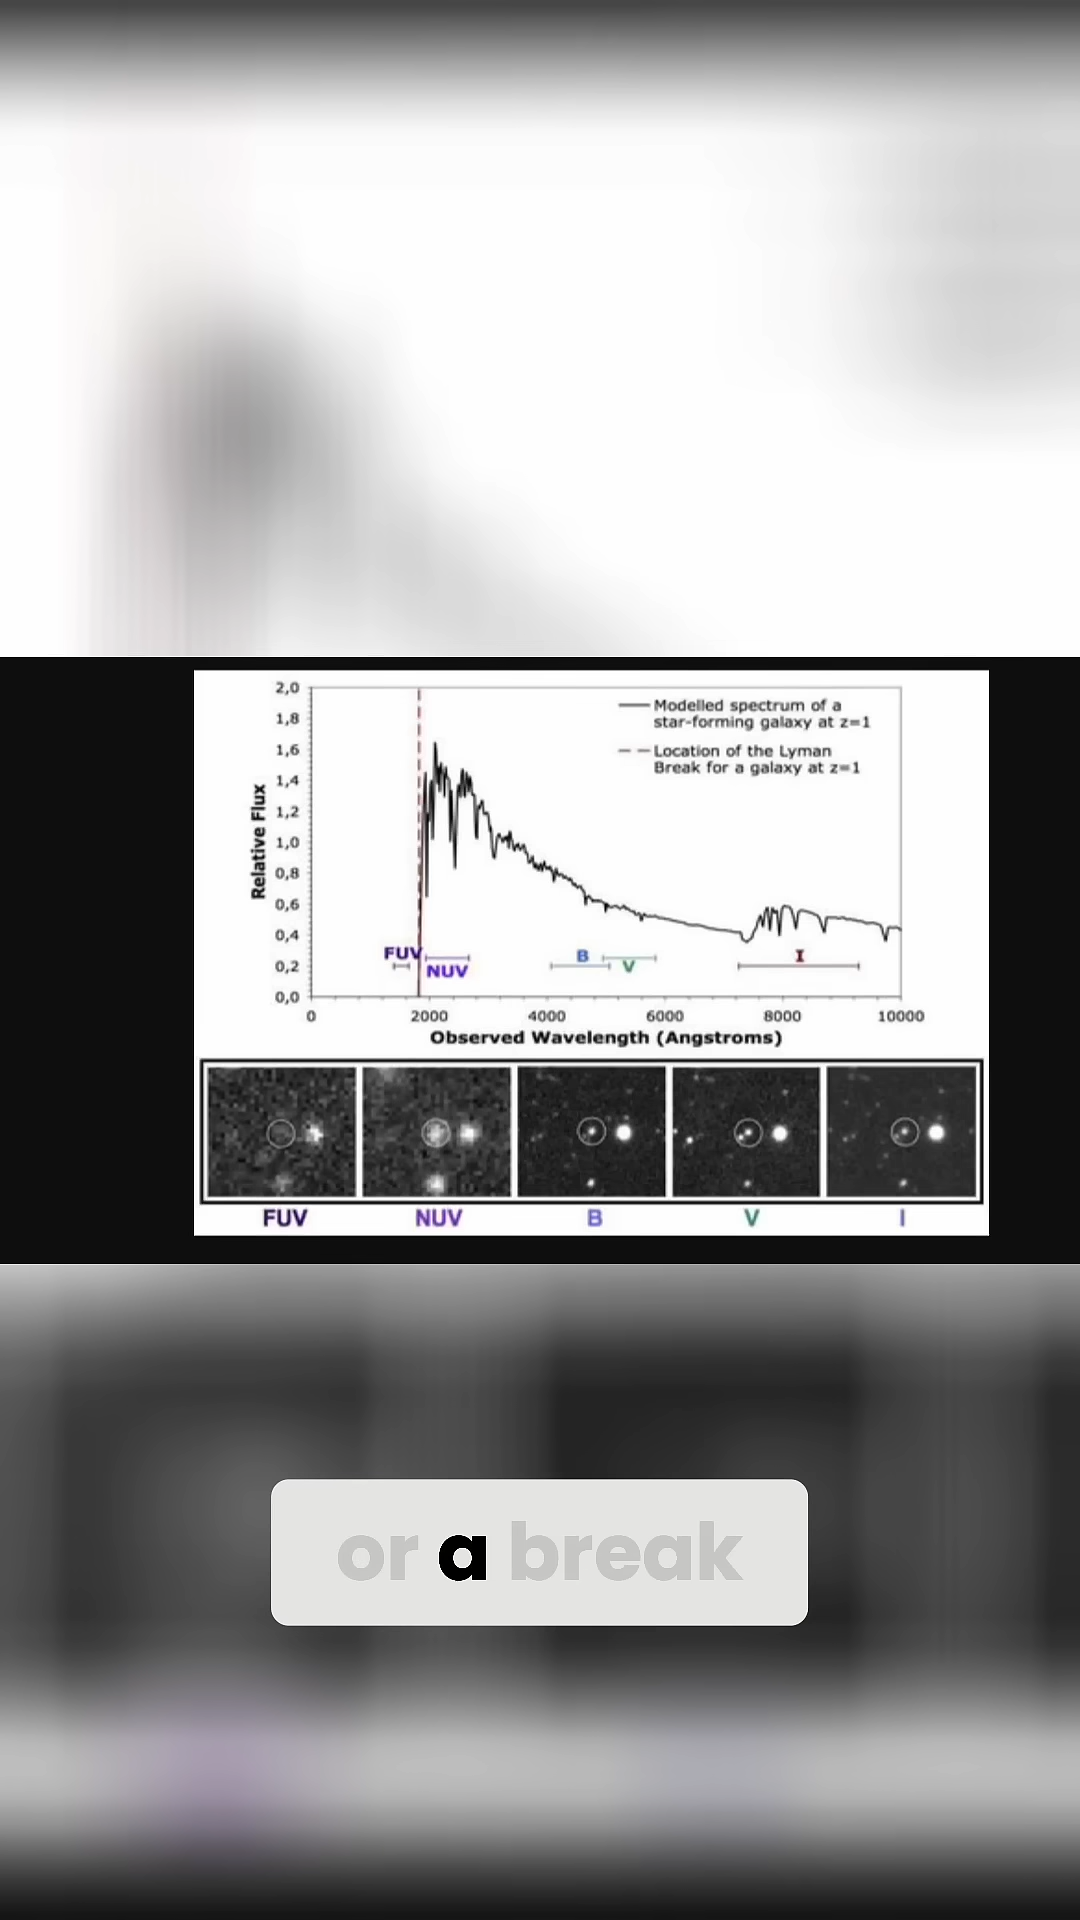 2,0
1,8
1,6
1,4
1,2
1,0
0,8
0,6
0,4
0,2
0,0
Relative Flux
Modelled spectrum of a
star-forming galaxy at z=1
Location of the Lyman
Break for a galaxy at z=1
FUV
NUV
B
V
I
0 2000 4000 6000 8000 10000
Observed Wavelength (Angstroms)
FUV NUV B V I
or a break